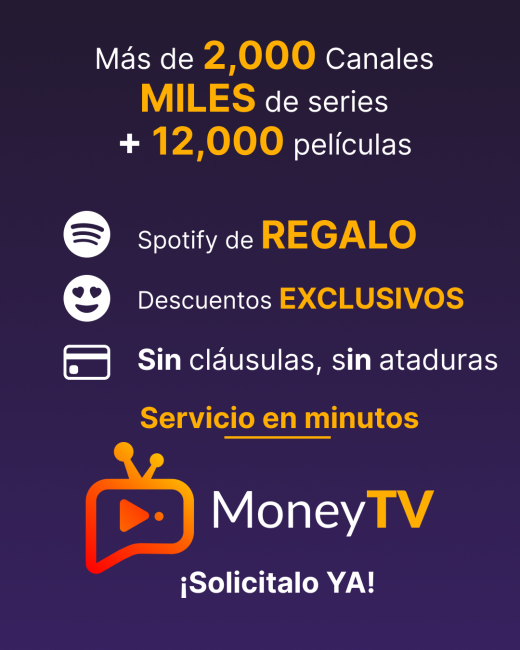 Más de 2,000 Canales
MILES de series
+ 12,000 películas
Spotify de REGALO
Descuentos EXCLUSIVOS
Sin cláusulas, sin ataduras
Servicio en minutos
MoneyTV
¡Solicitalo YA!